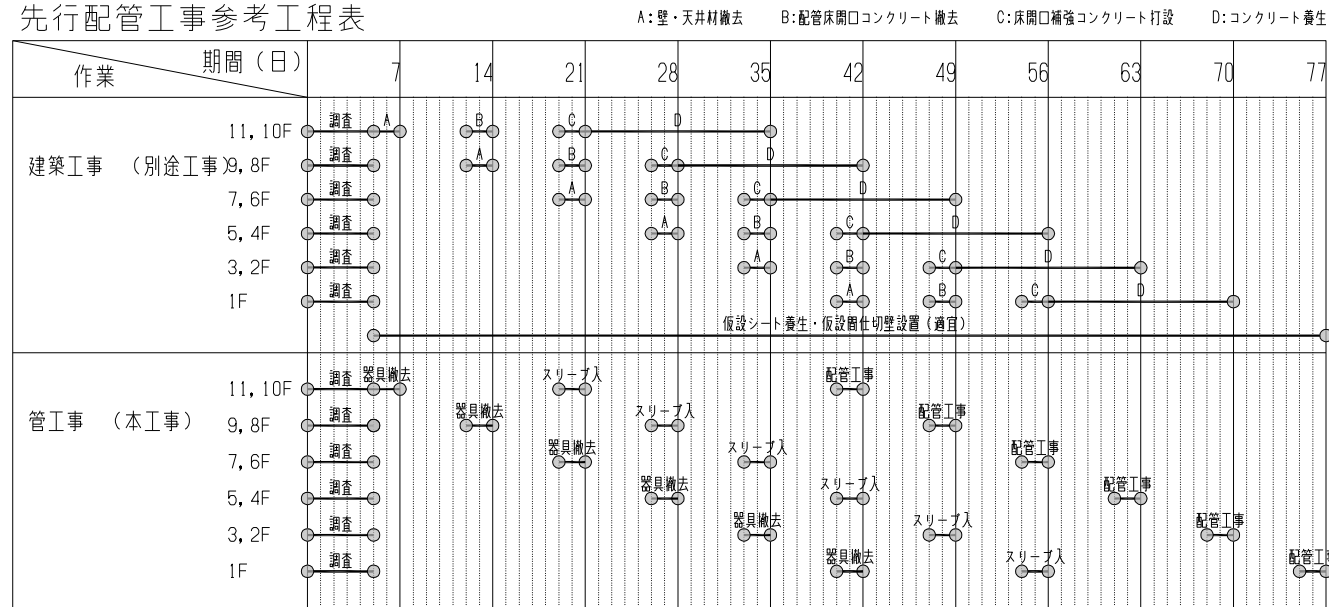 先行配管工事参考工程表
A:壁・天井材撤去 B:配管床開口コンクリート撤去 C:床開口補強コンクリート打設 D:コンクリート養生
期間（日）
作業
7 14 21 28 35 42 49 56 63 70 77
建築工事 （別途工事）
11,10F 調査 A B C D
9,8F 調査 A B C D
7,6F 調査 A B C D
5,4F 調査 A B C D
3,2F 調査 A B C D
1F 調査 A B C D
仮設シート養生・仮設間仕切壁設置（適宜）
管工事 （本工事）
11,10F 調査 器具撤去 スリーブ入 配管工事
9,8F 調査 器具撤去 スリーブ入 配管工事
7,6F 調査 器具撤去 スリーブ入 配管工事
5,4F 調査 器具撤去 スリーブ入 配管工事
3,2F 調査 器具撤去 スリーブ入 配管工事
1F 調査 器具撤去 スリーブ入 配管工事